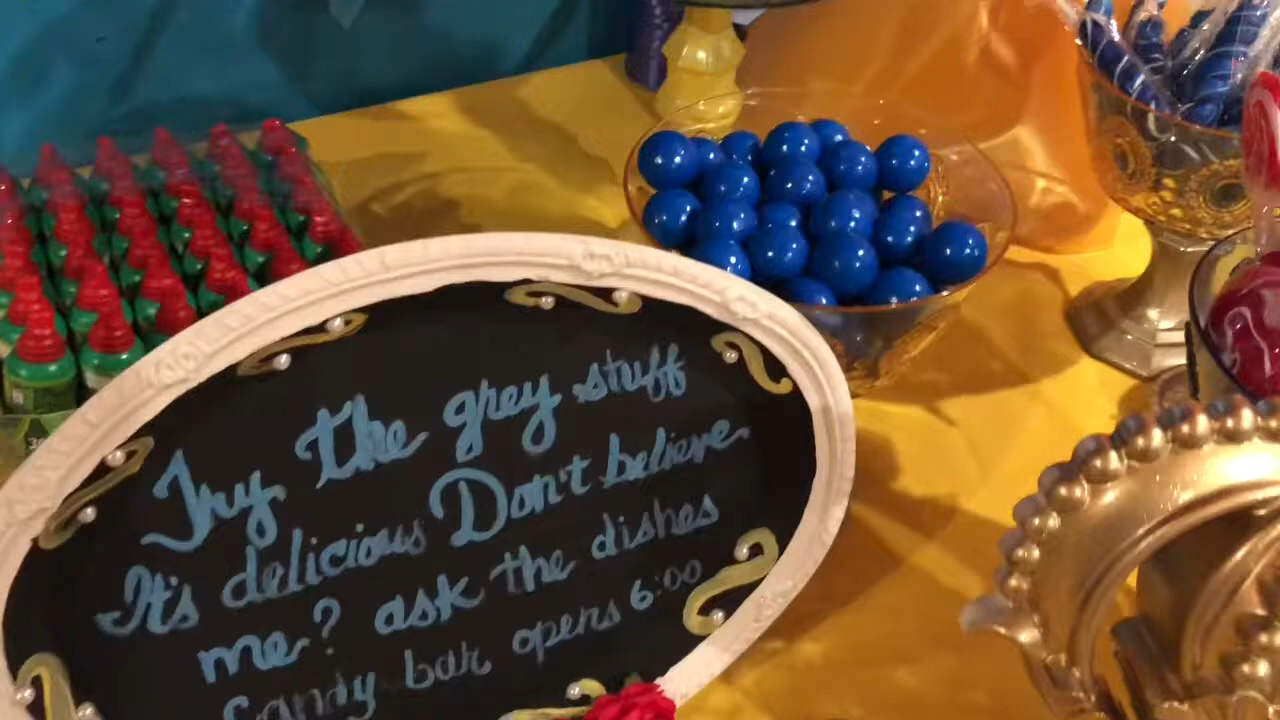 Try the grey stuff
It's delicious Don't believe
me? ask the dishes
Candy bar opens 6:00